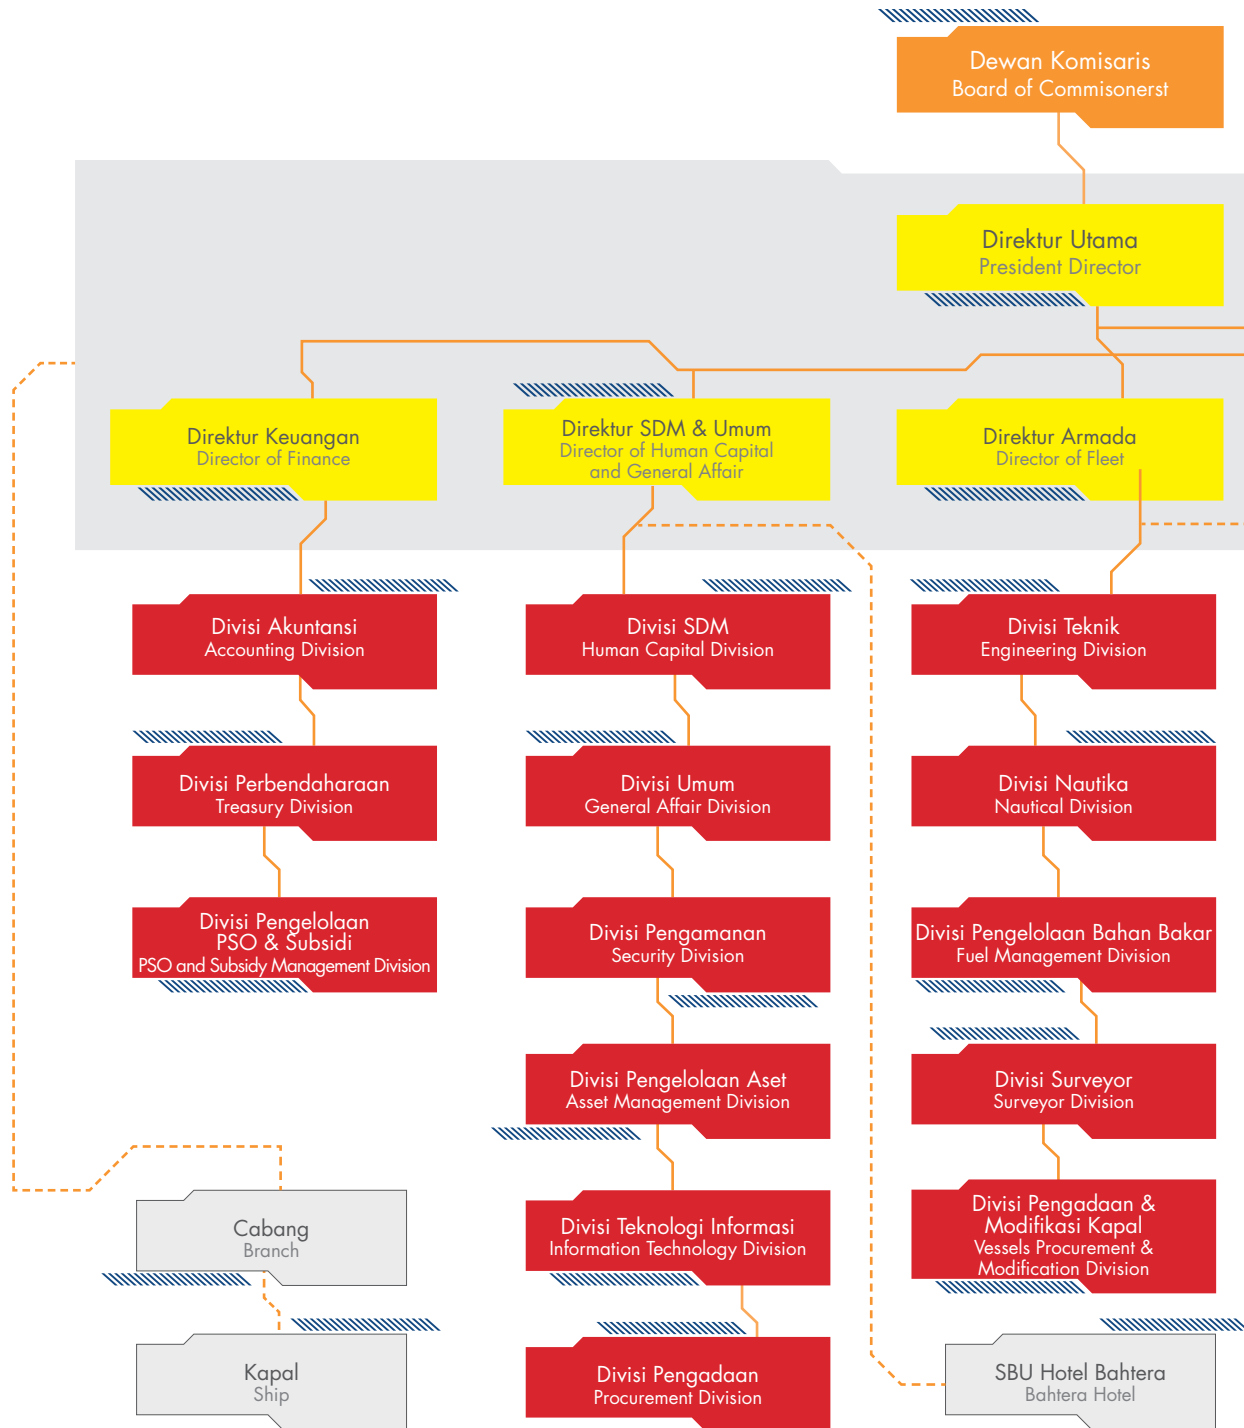 Dewan Komisaris
Board of Commisonerst
Direktur Utama
President Director
Direktur Keuangan
Director of Finance
Direktur SDM & Umum
Director of Human Capital
and General Affair
Direktur Armada
Director of Fleet
Divisi Akuntansi
Accounting Division
Divisi SDM
Human Capital Division
Divisi Teknik
Engineering Division
Divisi Perbendaharaan
Treasury Division
Divisi Umum
General Affair Division
Divisi Nautika
Nautical Division
Divisi Pengelolaan
PSO & Subsidi
PSO and Subsidy Management Division
Divisi Pengamanan
Security Division
Divisi Pengelolaan Bahan Bakar
Fuel Management Division
Divisi Pengelolaan Aset
Asset Management Division
Divisi Surveyor
Surveyor Division
Cabang
Branch
Divisi Teknologi Informasi
Information Technology Division
Divisi Pengadaan &
Modifikasi Kapal
Vessels Procurement &
Modification Division
Kapal
Ship
Divisi Pengadaan
Procurement Division
SBU Hotel Bahtera
Bahtera Hotel